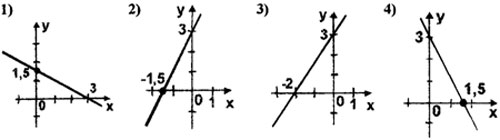 1) y 1,5 0 3 x
2) y 3 -1,5 0 1 x
3) y 3 -2 0 1 x
4) y 3 1,5 0 x